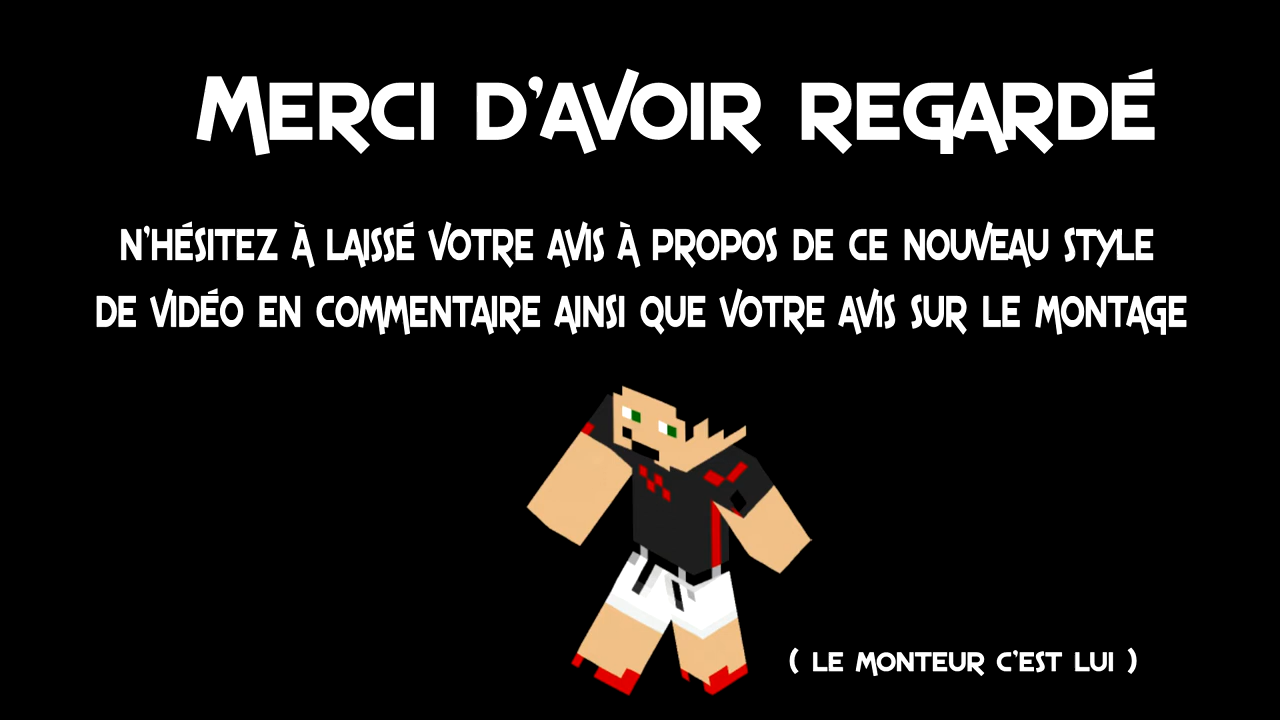 Merci d'avoir regardé
n'hésitez à laissé votre avis à propos de ce nouveau style
de vidéo en commentaire ainsi que votre avis sur le montage
( le monteur c'est lui )